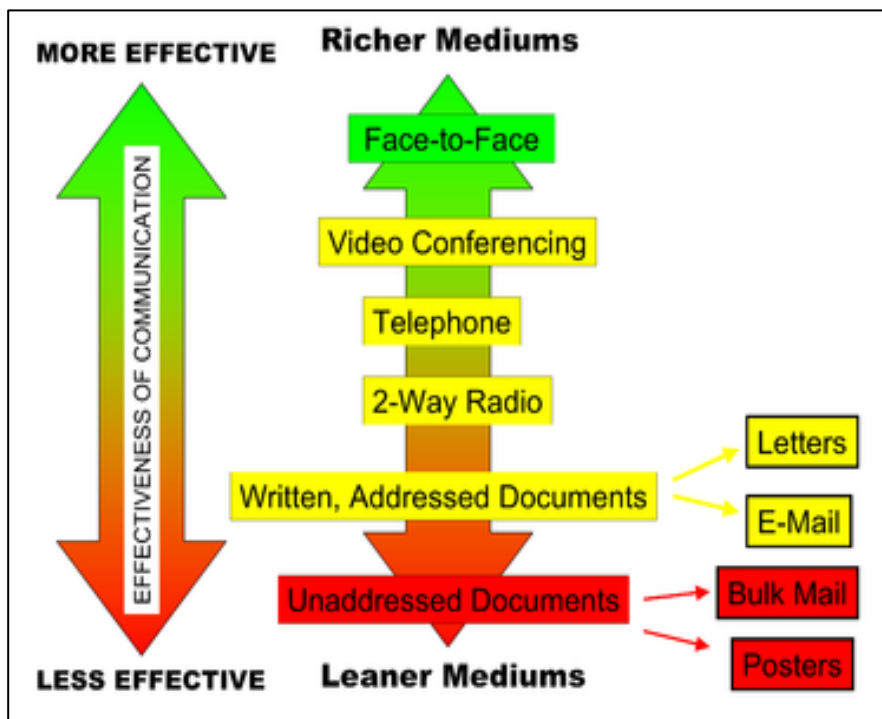 MORE EFFECTIVE
Richer Mediums
EFFECTIVENESS OF COMMUNICATION
Face-to-Face
Video Conferencing
Telephone
2-Way Radio
Written, Addressed Documents
Letters
E-Mail
Unaddressed Documents
Bulk Mail
Posters
LESS EFFECTIVE
Leaner Mediums